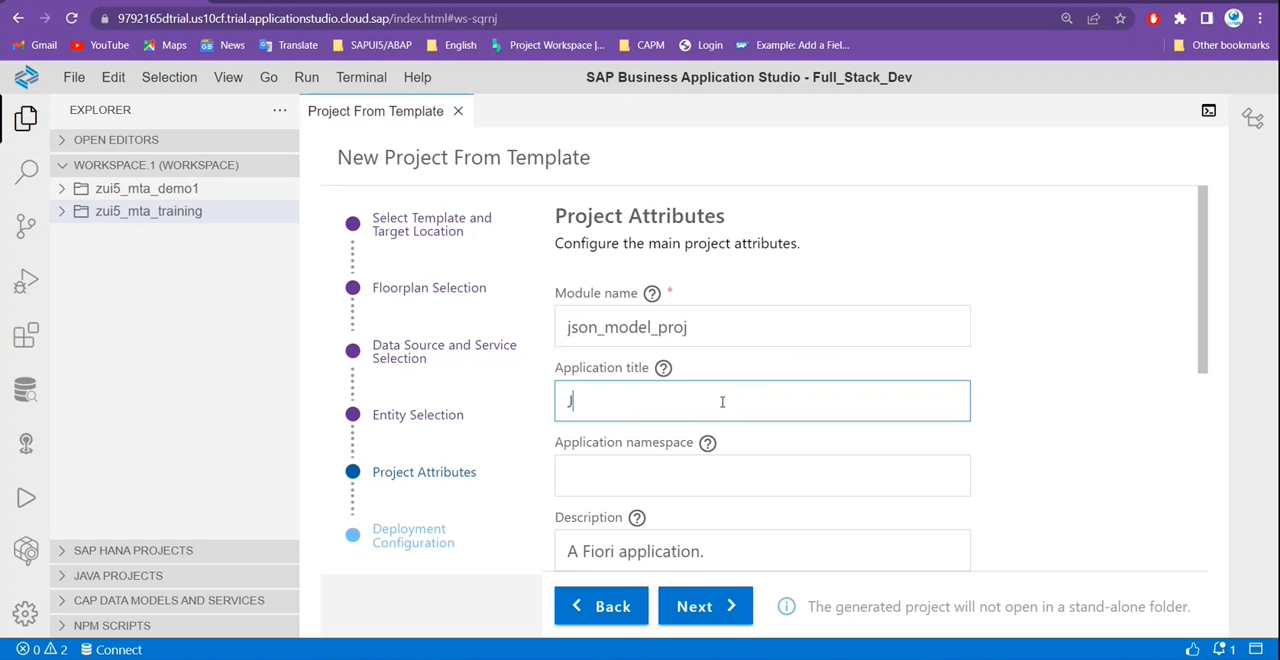 9792165dtrial.us10cf.trial.applicationstudio.cloud.sap/index.html#ws-sqrnj
Gmail YouTube Maps News Translate SAPUI5/ABAP English Project Workspace |... CAPM Login Example: Add a Fiel... Other bookmarks
File Edit Selection View Go Run Terminal Help SAP Business Application Studio - Full_Stack_Dev
EXPLORER
Project From Template
OPEN EDITORS
WORKSPACE.1 (WORKSPACE)
zui5_mta_demo1
zui5_mta_training
New Project From Template
Select Template and
Target Location
Floorplan Selection
Data Source and Service
Selection
Entity Selection
Project Attributes
Deployment
Configuration
Project Attributes
Configure the main project attributes.
Module name *
json_model_proj
Application title
J
Application namespace
Description
A Fiori application.
Back Next The generated project will not open in a stand-alone folder.
SAP HANA PROJECTS
JAVA PROJECTS
CAP DATA MODELS AND SERVICES
NPM SCRIPTS
0 2 Connect 1